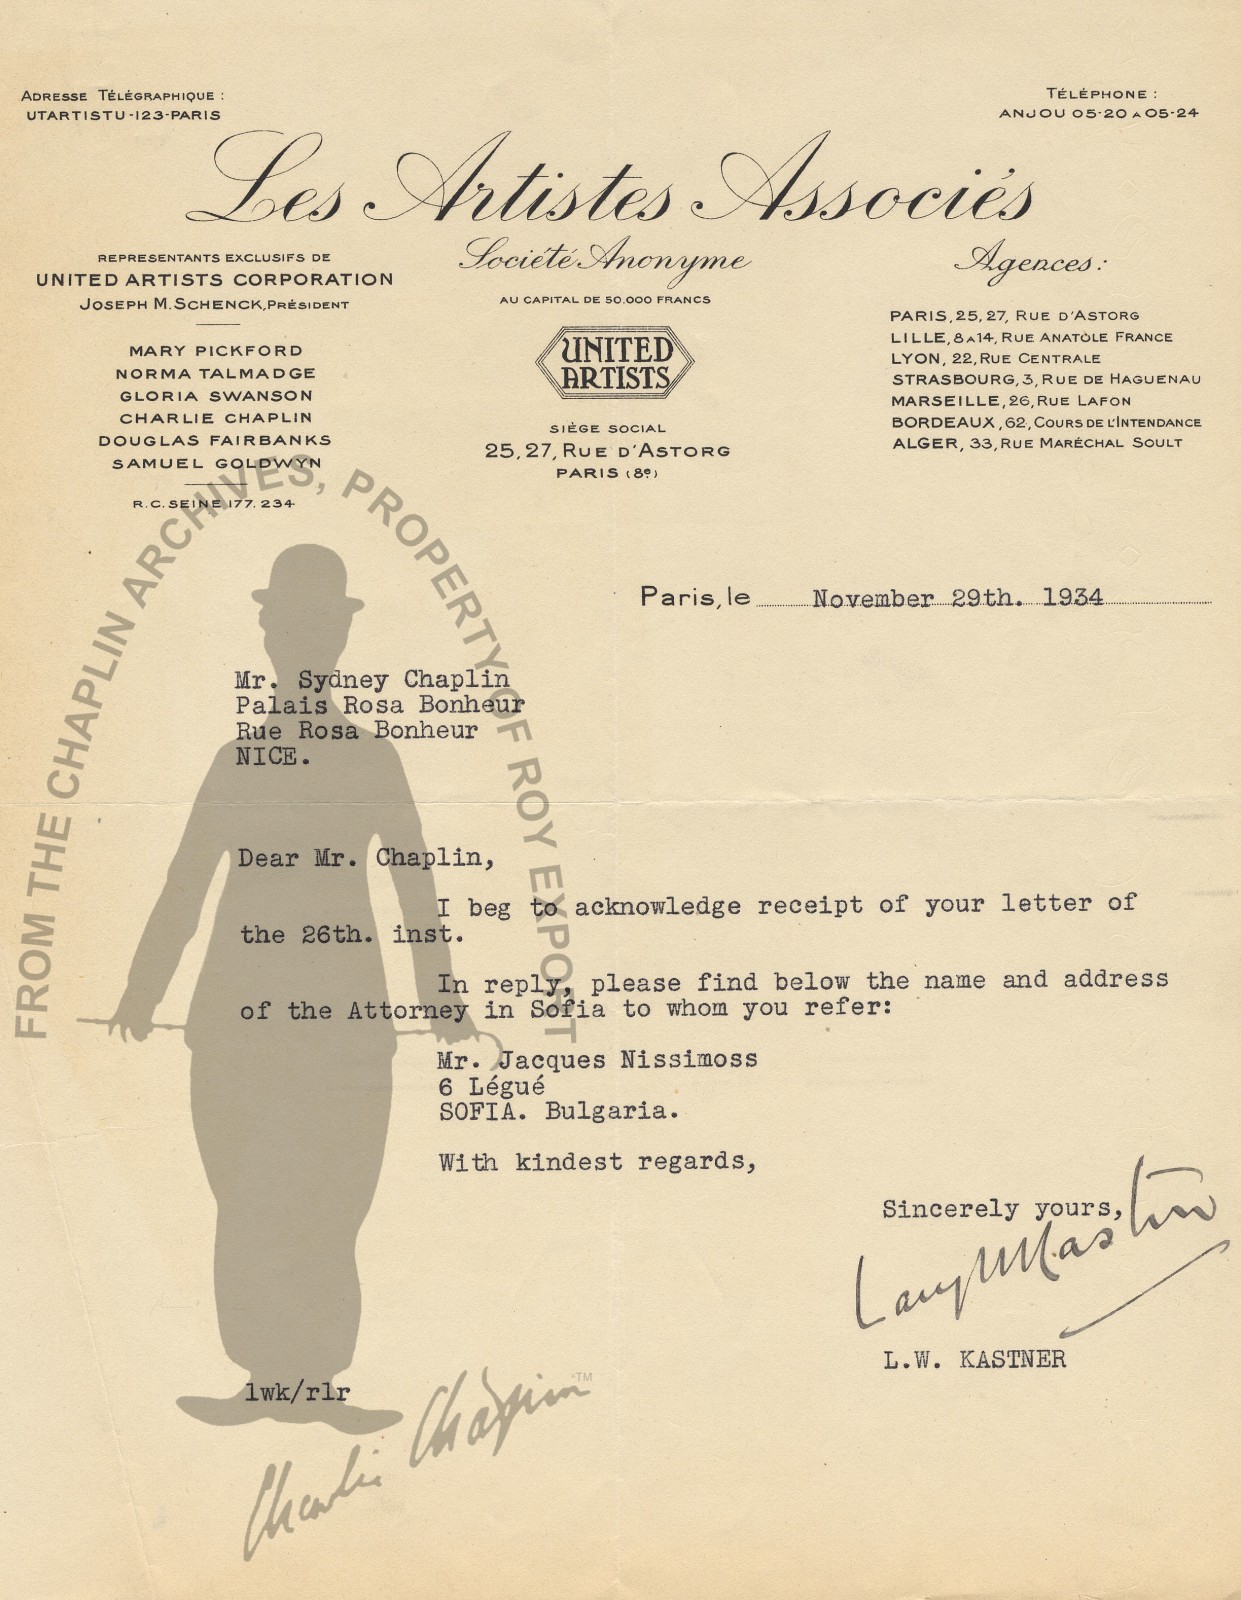 Adresse Télégraphique :
UTARTISTU-123-PARIS
Téléphone :
ANJOU 05-20 à 05-24
Les Artistes Associés
REPRESENTANTS EXCLUSIFS DE
UNITED ARTISTS CORPORATION
Joseph M. Schenck, Président
MARY PICKFORD
NORMA TALMADGE
GLORIA SWANSON
CHARLIE CHAPLIN
DOUGLAS FAIRBANKS
SAMUEL GOLDWYN
R.C. SEINE 177.234
Société Anonyme
AU CAPITAL DE 50.000 FRANCS
UNITED
ARTISTS
SIÈGE SOCIAL
25, 27, Rue d'Astorg
PARIS (8e)
Agences :
PARIS, 25, 27, Rue d'Astorg
LILLE, 8 à 14, Rue Anatole France
LYON, 22, Rue Centrale
STRASBOURG, 3, Rue de Haguenau
MARSEILLE, 26, Rue Lafon
BORDEAUX, 62, Cours de l'Intendance
ALGER, 33, Rue Maréchal Soult
Paris, le November 29th. 1934
Mr. Sydney Chaplin
Palais Rosa Bonheur
Rue Rosa Bonheur
NICE.
Dear Mr. Chaplin,
I beg to acknowledge receipt of your letter of
the 26th. inst.
In reply, please find below the name and address
of the Attorney in Sofia to whom you refer:
Mr. Jacques Nissimoss
6 Légué
SOFIA. Bulgaria.
With kindest regards,
Sincerely yours,
L.W. KASTNER
lwk/rlr
FROM THE CHAPLIN ARCHIVES, PROPERTY OF ROY EXPORT
Charlie Chaplin ™